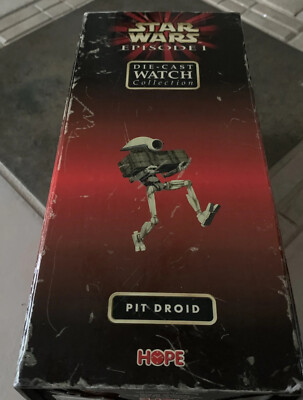 STAR
WARS
EPISODE I
DIE-CAST
WATCH
Collection
PIT DROID
HOPE